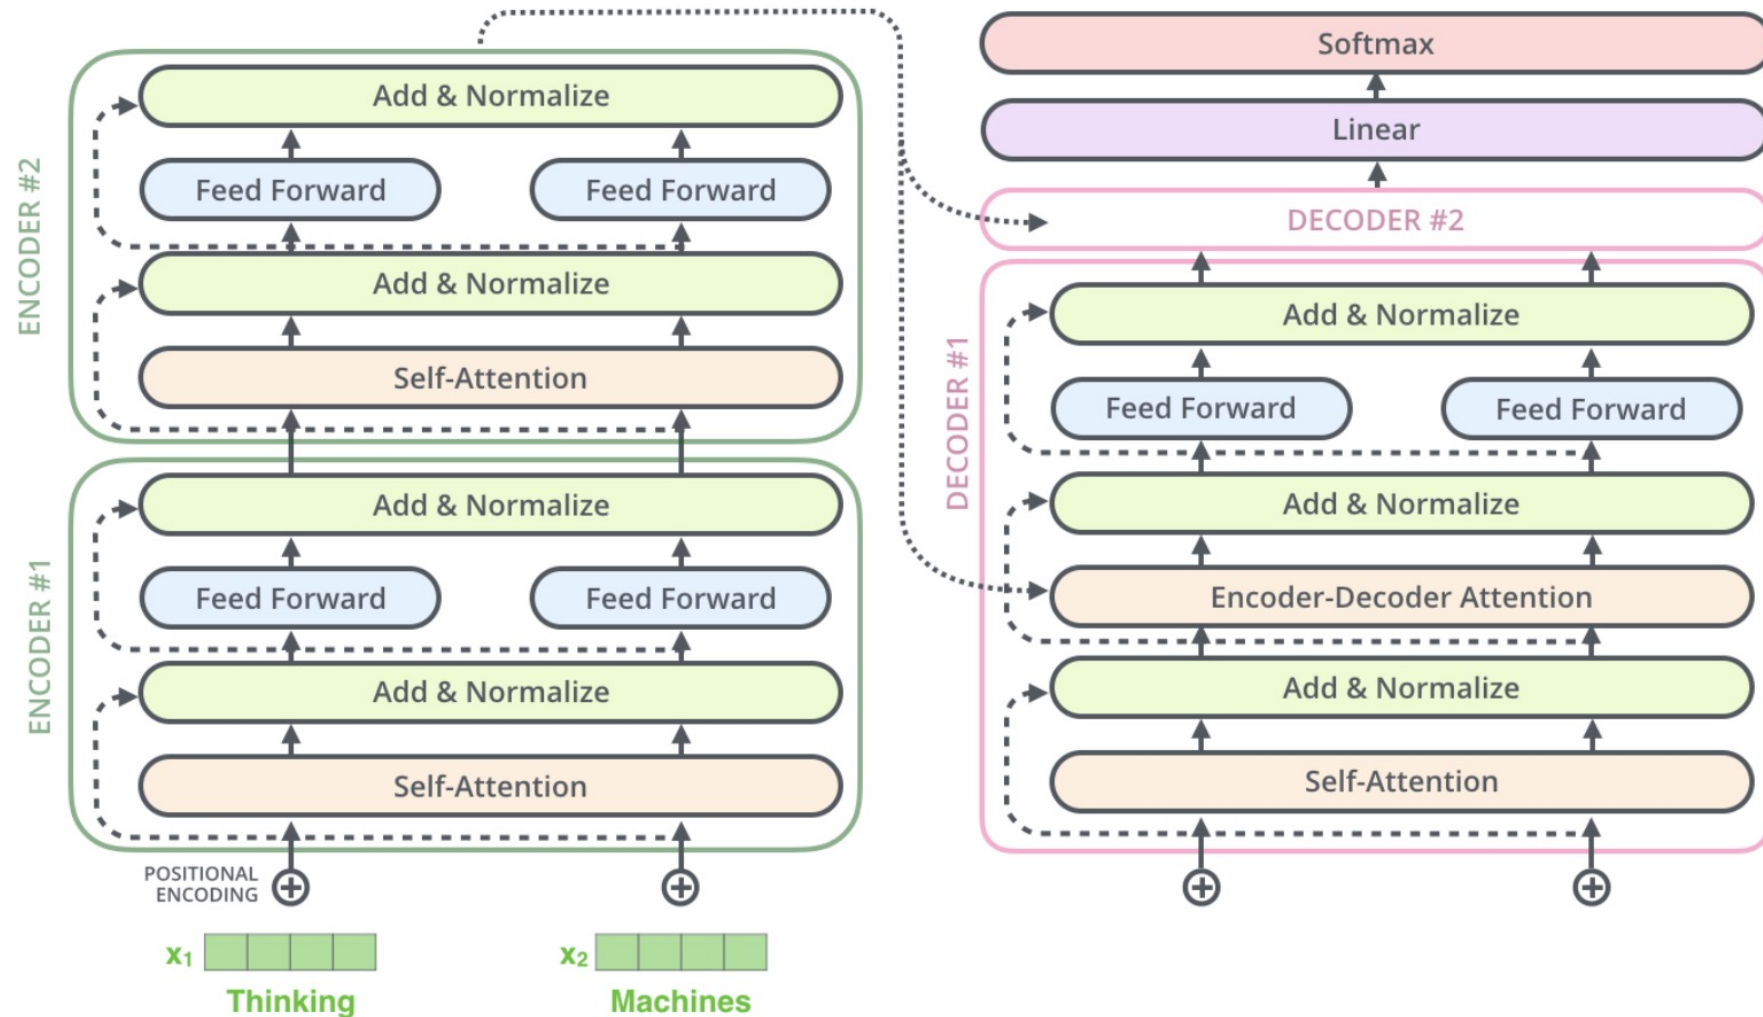 ENCODER #2
Add & Normalize
Feed Forward
Feed Forward
Add & Normalize
Self-Attention
ENCODER #1
Add & Normalize
Feed Forward
Feed Forward
Add & Normalize
Self-Attention
POSITIONAL
ENCODING
x₁
x₂
Thinking
Machines
Softmax
Linear
DECODER #2
DECODER #1
Add & Normalize
Feed Forward
Feed Forward
Add & Normalize
Encoder-Decoder Attention
Add & Normalize
Self-Attention